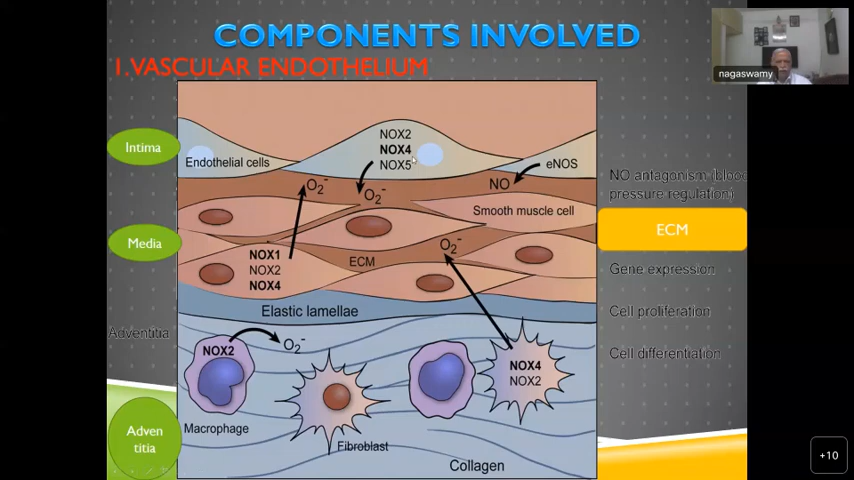 COMPONENTS INVOLVED
1. VASCULAR ENDOTHELIUM
nagaswamy
Intima
Endothelial cells
NOX2
NOX4
NOX5
O₂⁻
O₂⁻
eNOS
NO
NO antagonism (blood
pressure regulation)
Smooth muscle cell
Media
NOX1
NOX2
NOX4
ECM
O₂⁻
ECM
Gene expression
Elastic lamellae
Cell proliferation
Adventitia
NOX2
O₂⁻
Cell differentiation
NOX4
NOX2
Macrophage
Fibroblast
Collagen
Adven
titia
+10